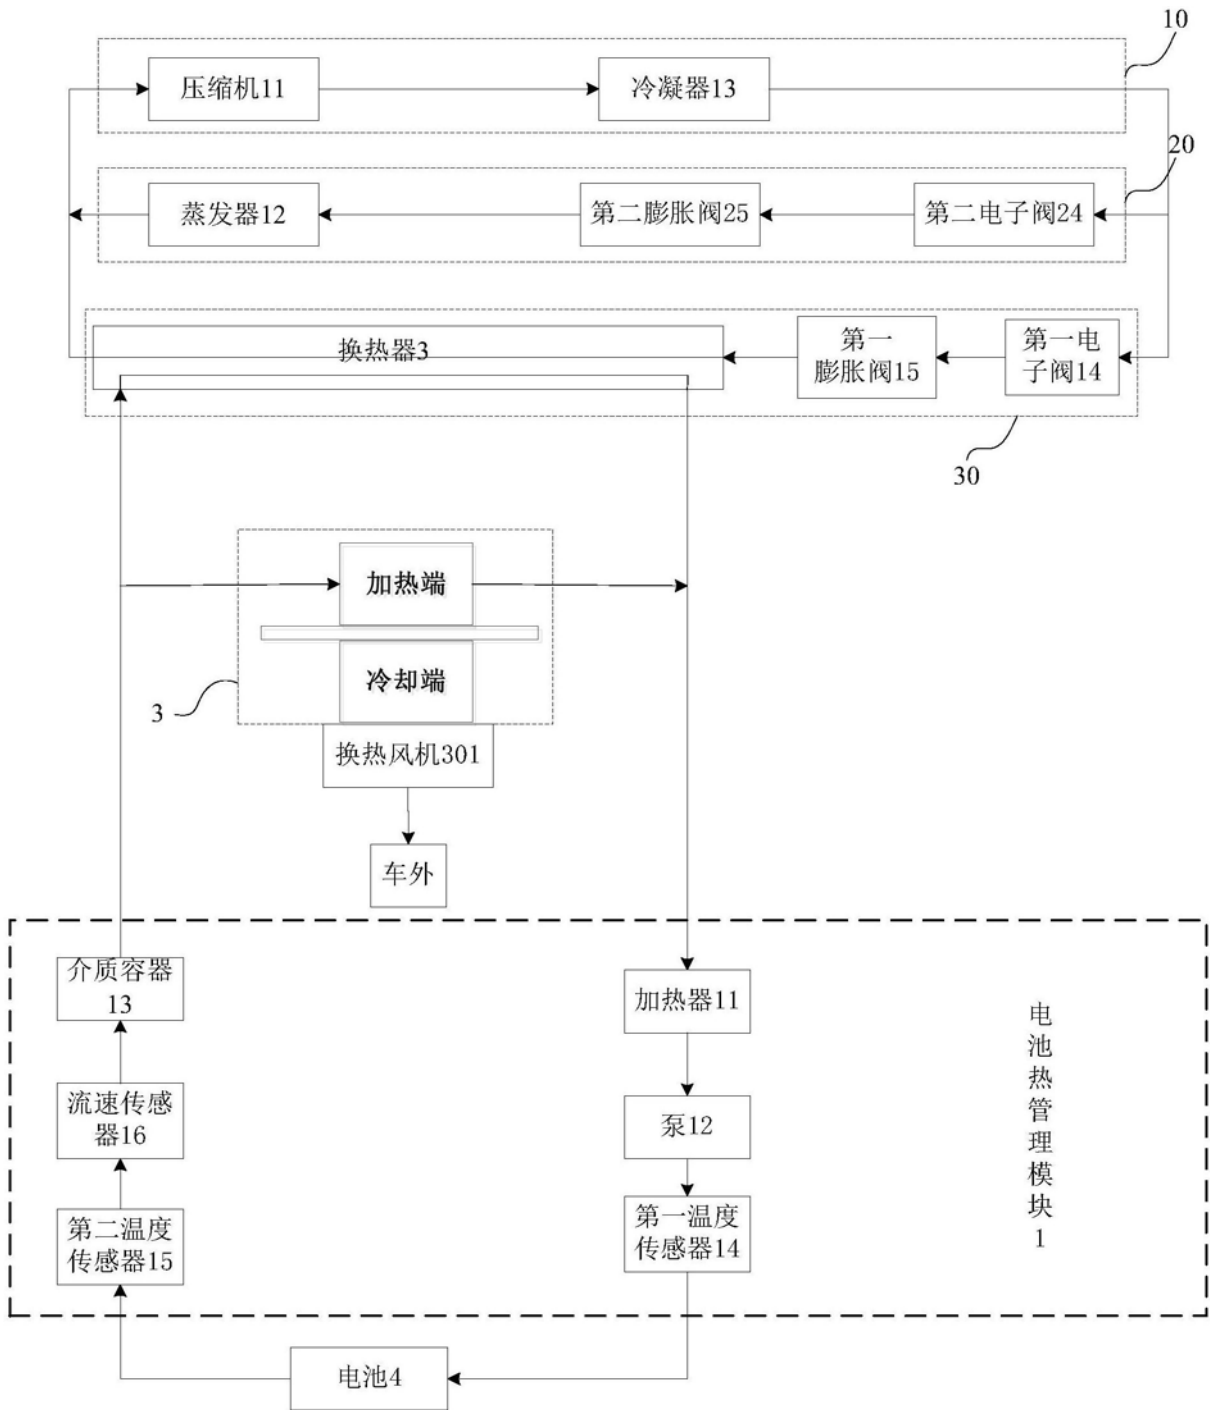 10
压缩机11
冷凝器13
20
蒸发器12
第二膨胀阀25
第二电子阀24
换热器3
第一
膨胀阀15
第一电
子阀14
30
加热端
冷却端
3
换热风机301
车外
介质容器
13
加热器11
流速传感
器16
泵12
第二温度
传感器15
第一温度
传感器14
电
池
热
管
理
模
块
1
电池4